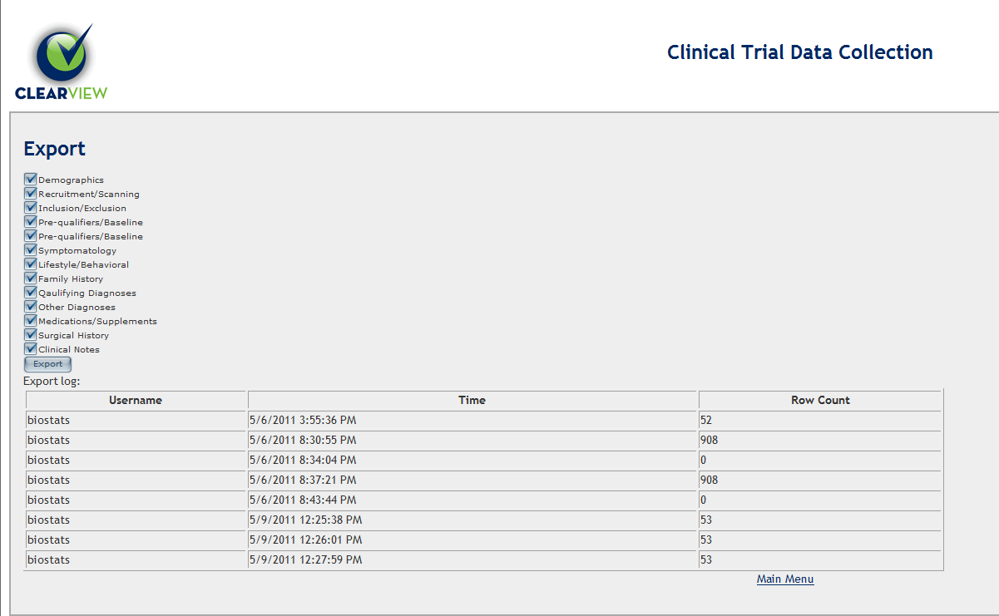 CLEARVIEW
Clinical Trial Data Collection
Export
Demographics
Recruitment/Scanning
Inclusion/Exclusion
Pre-qualifiers/Baseline
Pre-qualifiers/Baseline
Symptomatology
Lifestyle/Behavioral
Family History
Qaulifying Diagnoses
Other Diagnoses
Medications/Supplements
Surgical History
Clinical Notes
Export
Export log:
Username Time Row Count
biostats 5/6/2011 3:55:36 PM 52
biostats 5/6/2011 8:30:55 PM 908
biostats 5/6/2011 8:34:04 PM 0
biostats 5/6/2011 8:37:21 PM 908
biostats 5/6/2011 8:43:44 PM 0
biostats 5/9/2011 12:25:38 PM 53
biostats 5/9/2011 12:26:01 PM 53
biostats 5/9/2011 12:27:59 PM 53
Main Menu